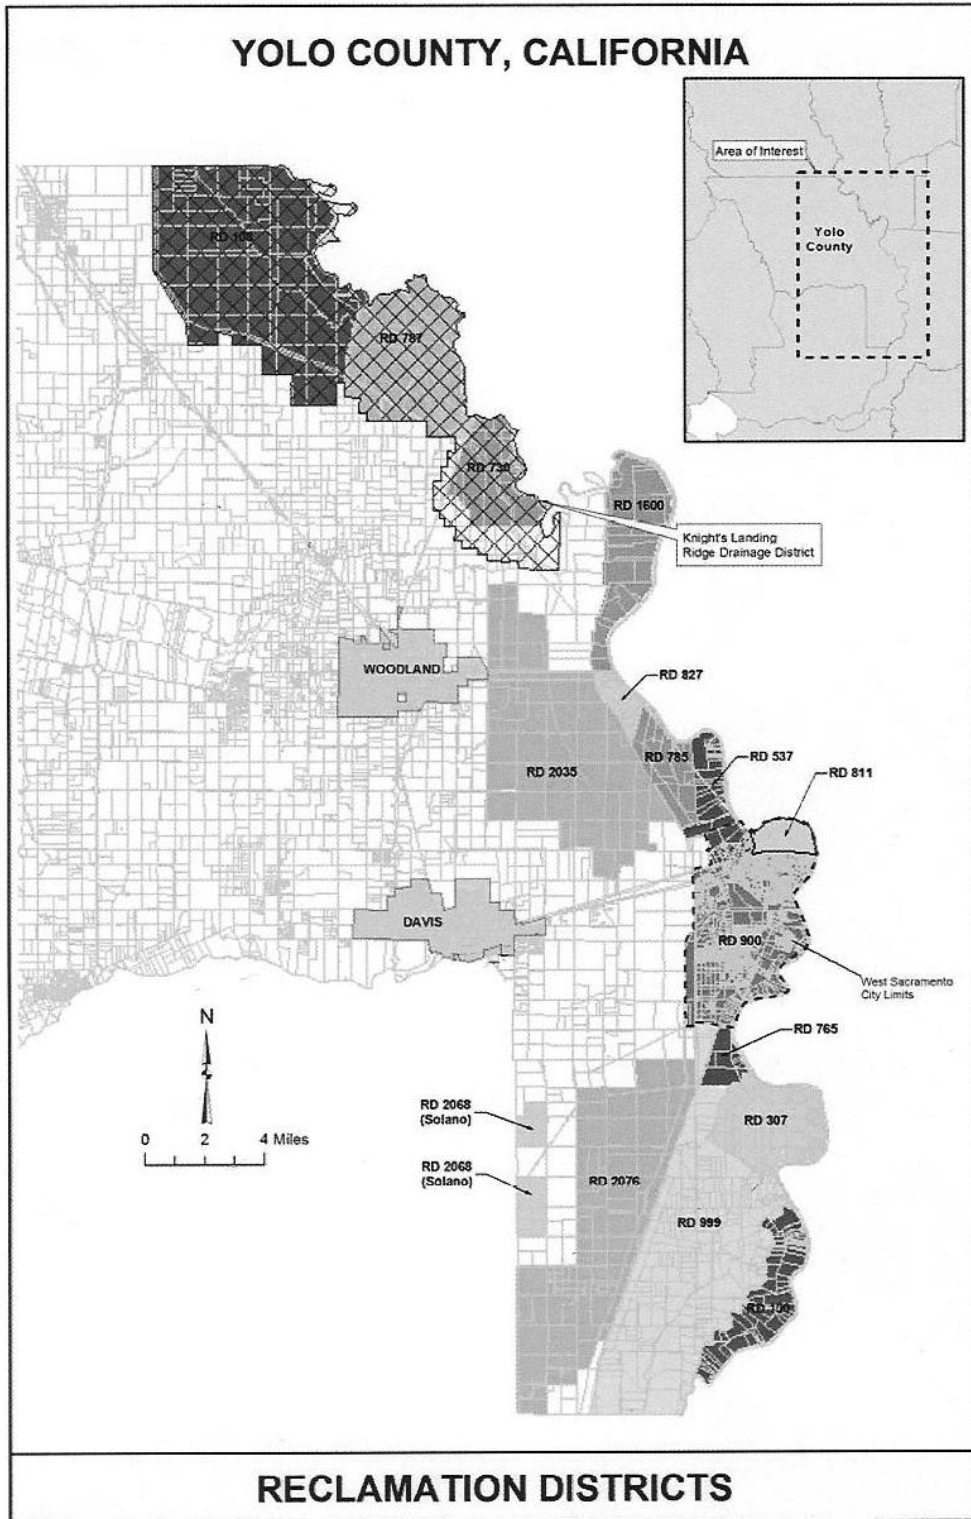 YOLO COUNTY, CALIFORNIA
Area of Interest
Yolo
County
RD 108
RD 787
RD 730
RD 1600
Knight's Landing
Ridge Drainage District
WOODLAND
RD 827
RD 785
RD 537
RD 2035
RD 811
DAVIS
RD 900
West Sacramento
City Limits
N
RD 765
RD 2068
(Solano)
RD 307
0 2 4 Miles
RD 2068
(Solano)
RD 2076
RD 999
RD
RECLAMATION DISTRICTS